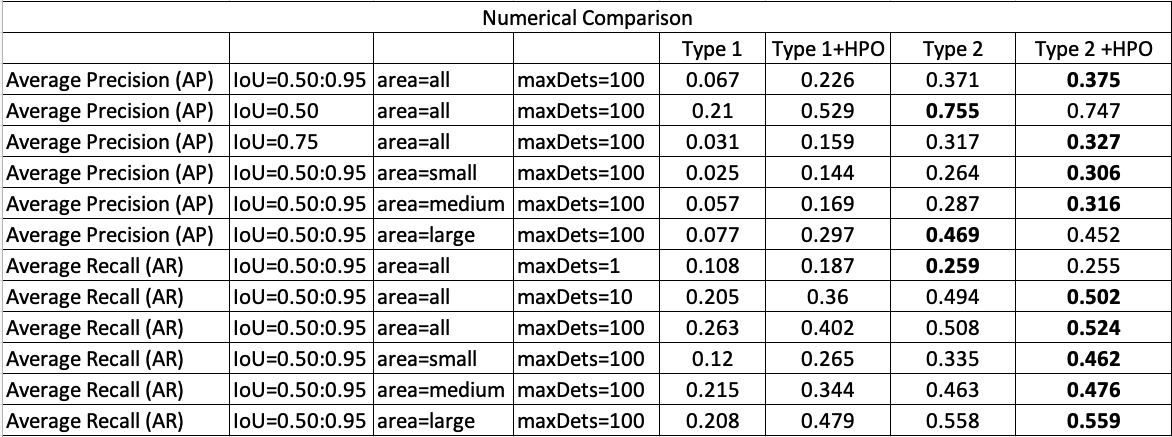 Numerical Comparison
Type 1 Type 1+HPO Type 2 Type 2 +HPO
Average Precision (AP) IoU=0.50:0.95 area=all maxDets=100 0.067 0.226 0.371 0.375
Average Precision (AP) IoU=0.50 area=all maxDets=100 0.21 0.529 0.755 0.747
Average Precision (AP) IoU=0.75 area=all maxDets=100 0.031 0.159 0.317 0.327
Average Precision (AP) IoU=0.50:0.95 area=small maxDets=100 0.025 0.144 0.264 0.306
Average Precision (AP) IoU=0.50:0.95 area=medium maxDets=100 0.057 0.169 0.287 0.316
Average Precision (AP) IoU=0.50:0.95 area=large maxDets=100 0.077 0.297 0.469 0.452
Average Recall (AR) IoU=0.50:0.95 area=all maxDets=1 0.108 0.187 0.259 0.255
Average Recall (AR) IoU=0.50:0.95 area=all maxDets=10 0.205 0.36 0.494 0.502
Average Recall (AR) IoU=0.50:0.95 area=all maxDets=100 0.263 0.402 0.508 0.524
Average Recall (AR) IoU=0.50:0.95 area=small maxDets=100 0.12 0.265 0.335 0.462
Average Recall (AR) IoU=0.50:0.95 area=medium maxDets=100 0.215 0.344 0.463 0.476
Average Recall (AR) IoU=0.50:0.95 area=large maxDets=100 0.208 0.479 0.558 0.559